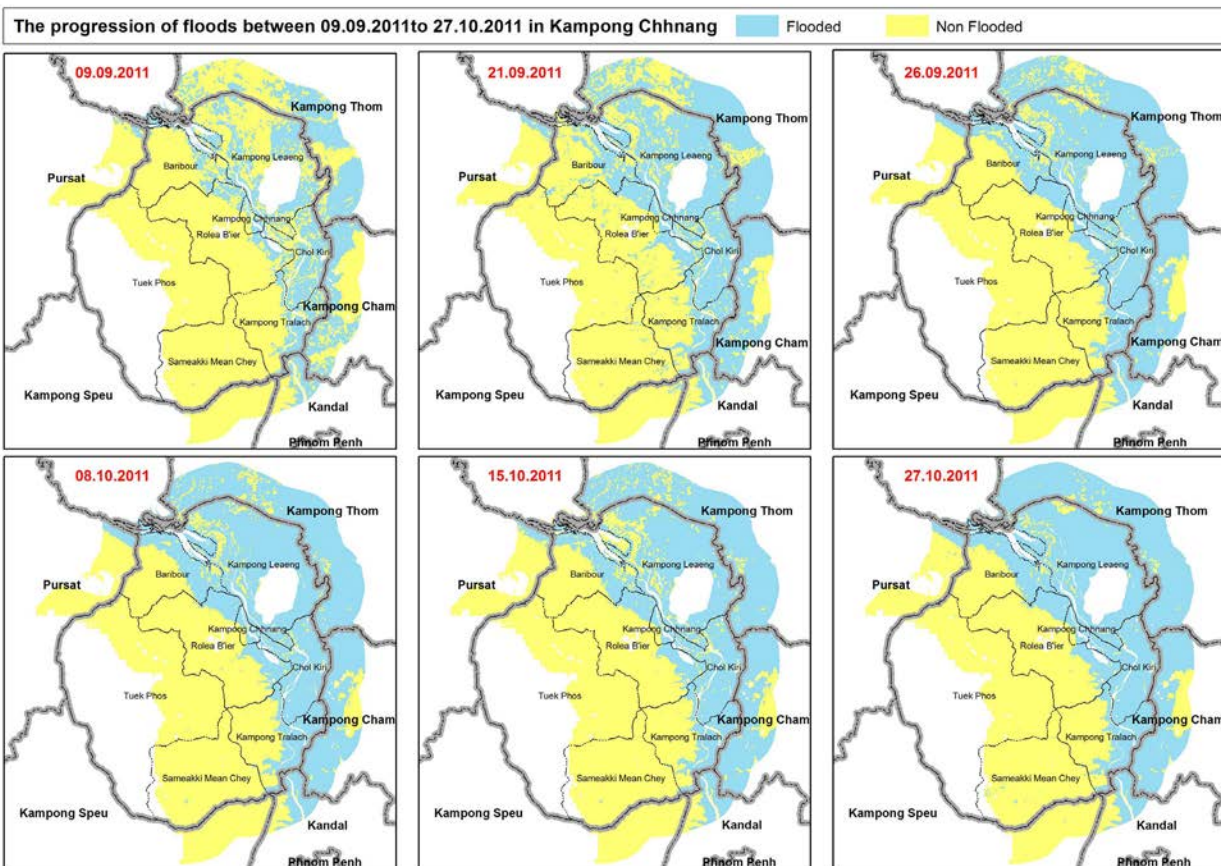 The progression of floods between 09.09.2011to 27.10.2011 in Kampong Chhnang Flooded Non Flooded
09.09.2011
Kampong Thom
Kampong Leaeng
Baribour
Pursat
Kampong Chhnang
Rolea B'ier
Chol Kiri
Tuek Phos
Kampong Cham
Kampong Tralach
Sameakki Mean Chey
Kampong Speu
Kandal
Phnom Penh
21.09.2011
Kampong Thom
Kampong Leaeng
Baribour
Pursat
Kampong Chhnang
Rolea B'ier
Chol Kiri
Tuek Phos
Kampong Tralach
Kampong Cham
Sameakki Mean Chey
Kampong Speu
Kandal
Phnom Penh
26.09.2011
Kampong Thom
Kampong Leaeng
Baribour
Pursat
Kampong Chhnang
Rolea B'ier
Chol Kiri
Tuek Phos
Kampong Tralach
Kampong Cham
Sameakki Mean Chey
Kampong Speu
Kandal
Phnom Penh
08.10.2011
Kampong Thom
Kampong Leaeng
Baribour
Pursat
Kampong Chhnang
Rolea B'ier
Chol Kiri
Tuek Phos
Kampong Cham
Kampong Tralach
Sameakki Mean Chey
Kampong Speu
Kandal
Phnom Penh
15.10.2011
Kampong Thom
Kampong Leaeng
Baribour
Pursat
Kampong Chhnang
Rolea B'ier
Chol Kiri
Tuek Phos
Kampong Cham
Kampong Tralach
Sameakki Mean Chey
Kampong Speu
Kandal
Phnom Penh
27.10.2011
Kampong Thom
Kampong Leaeng
Baribour
Pursat
Kampong Chhnang
Rolea B'ier
Chol Kiri
Tuek Phos
Kampong Cham
Kampong Tralach
Sameakki Mean Chey
Kampong Speu
Kandal
Phnom Penh